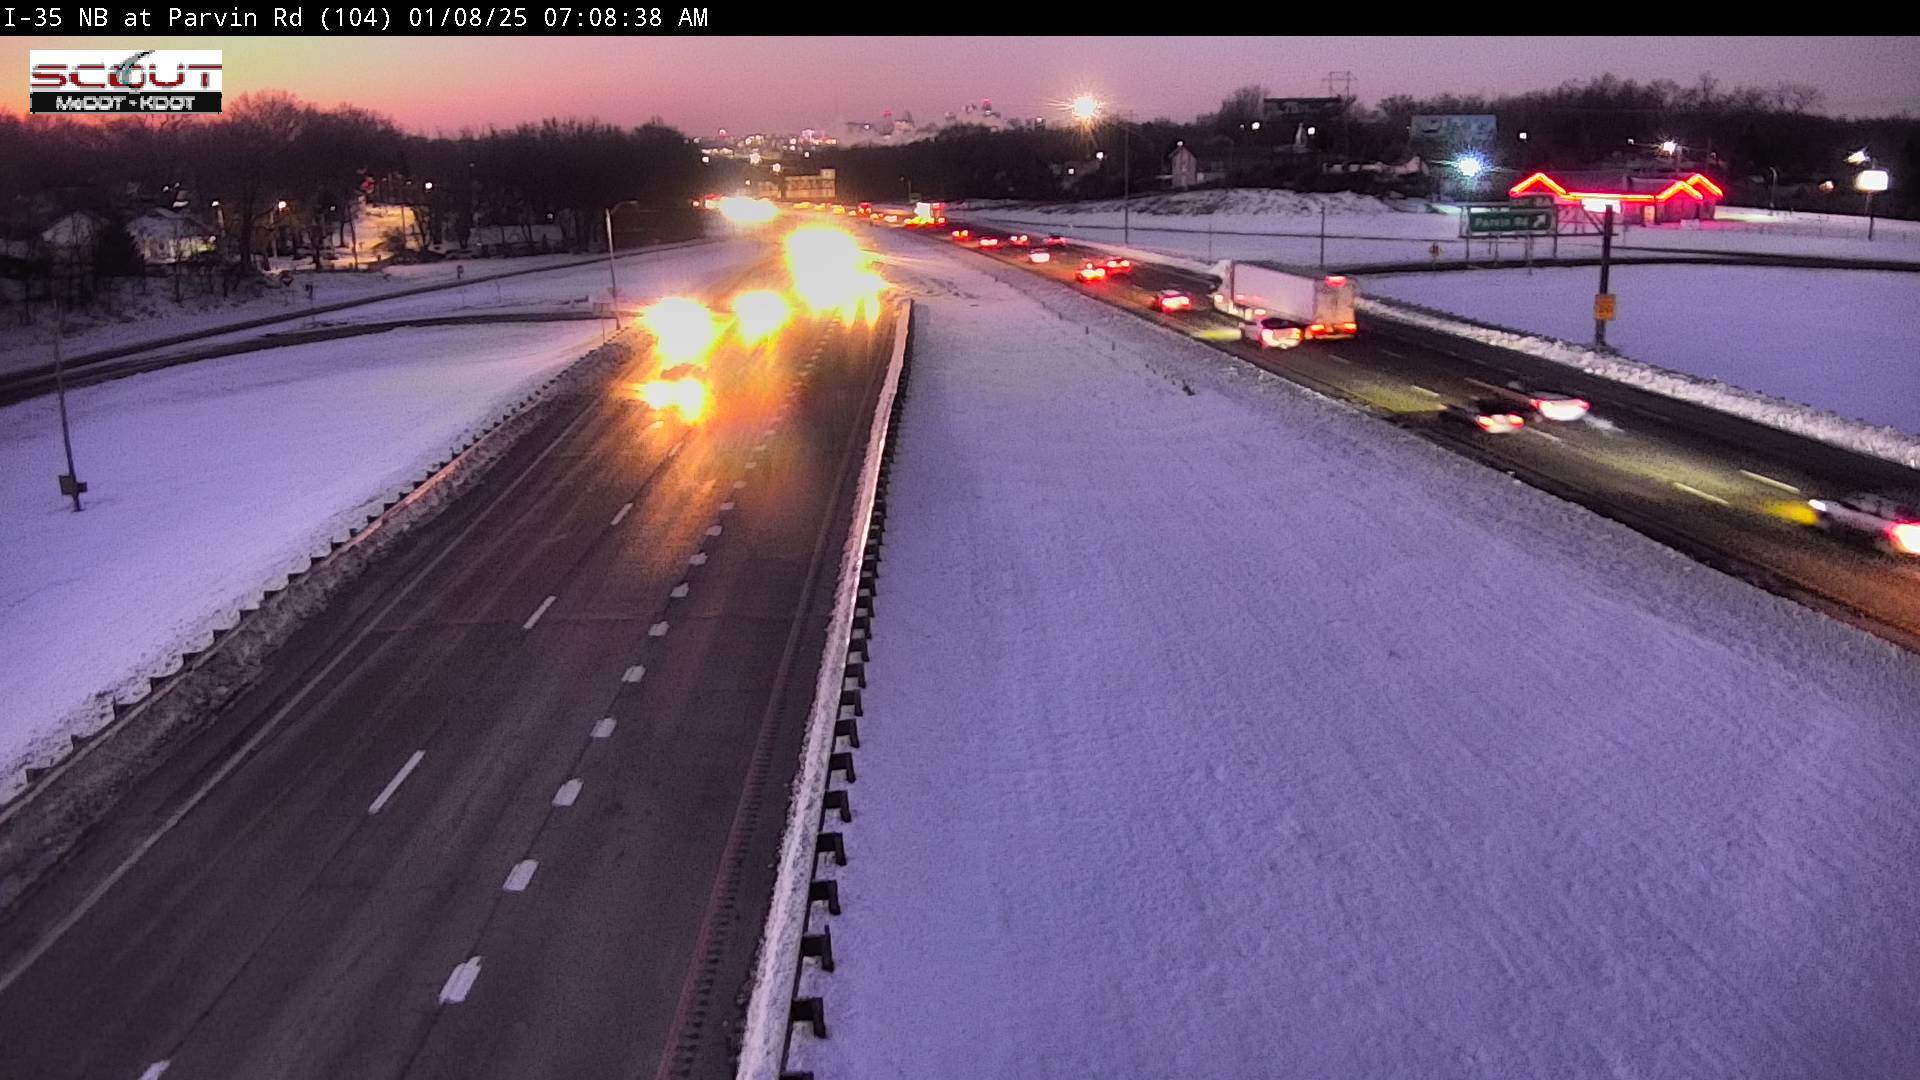 I-35 NB at Parvin Rd (104) 01/08/25 07:08:38 AM
SCOUT
MoDOT - KDOT
Parvin Rd